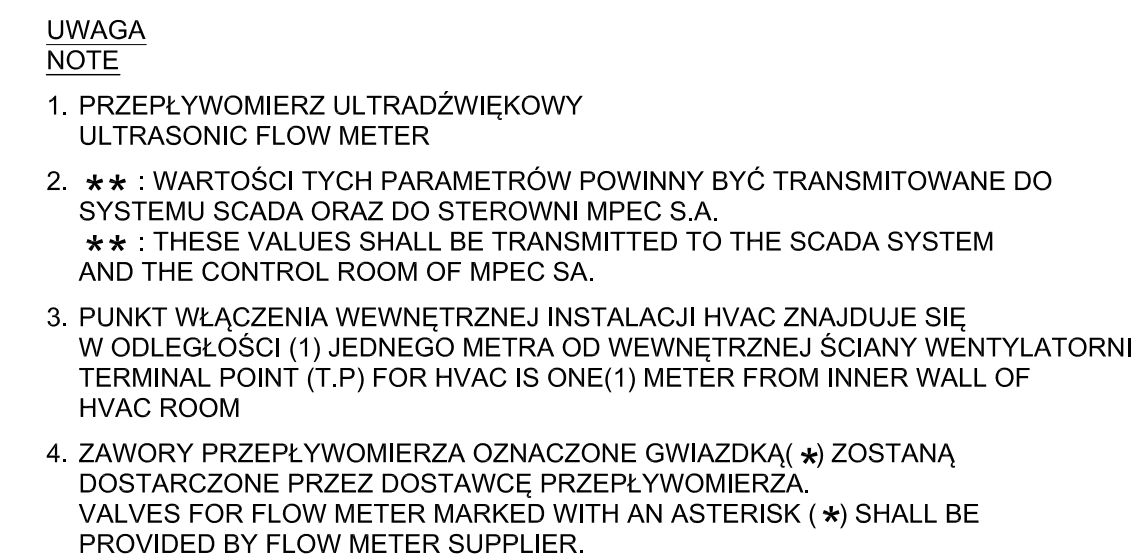 UWAGA
NOTE
1. PRZEPŁYWOMIERZ ULTRADŹWIĘKOWY
ULTRASONIC FLOW METER
2. ** : WARTOŚCI TYCH PARAMETRÓW POWINNY BYĆ TRANSMITOWANE DO
SYSTEMU SCADA ORAZ DO STEROWNI MPEC S.A.
** : THESE VALUES SHALL BE TRANSMITTED TO THE SCADA SYSTEM
AND THE CONTROL ROOM OF MPEC SA.
3. PUNKT WŁĄCZENIA WEWNĘTRZNEJ INSTALACJI HVAC ZNAJDUJE SIĘ
W ODLEGŁOŚCI (1) JEDNEGO METRA OD WEWNĘTRZNEJ ŚCIANY WENTYLATORNI
TERMINAL POINT (T.P) FOR HVAC IS ONE(1) METER FROM INNER WALL OF
HVAC ROOM
4. ZAWORY PRZEPŁYWOMIERZA OZNACZONE GWIAZDKĄ( *) ZOSTANĄ
DOSTARCZONE PRZEZ DOSTAWCĘ PRZEPŁYWOMIERZA.
VALVES FOR FLOW METER MARKED WITH AN ASTERISK ( *) SHALL BE
PROVIDED BY FLOW METER SUPPLIER.